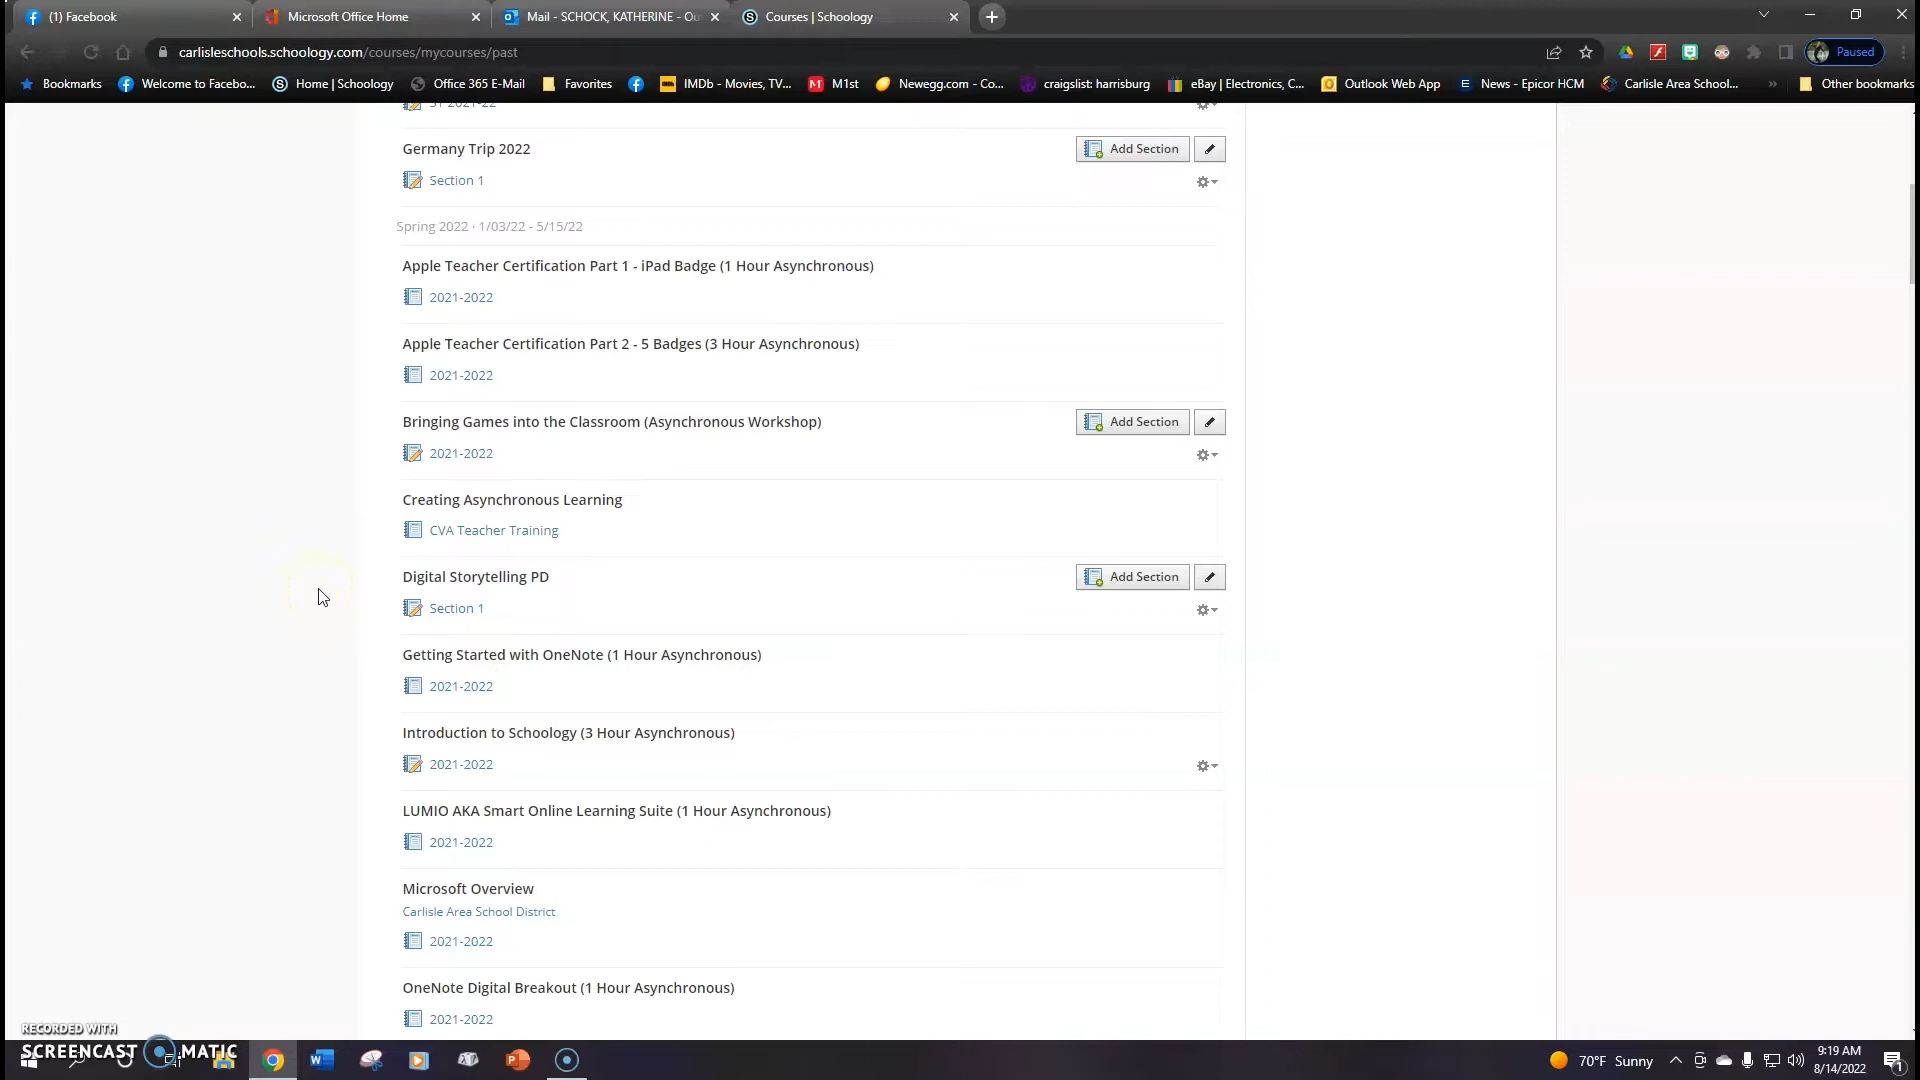 (1) Facebook
Microsoft Office Home
Mail - SCHOCK, KATHERINE - Ou
Courses | Schoology
carlisleschools.schoology.com/courses/mycourses/past
Paused
Bookmarks
Welcome to Facebo...
Home | Schoology
Office 365 E-Mail
Favorites
IMDb - Movies, TV...
M1st
Newegg.com - Co...
craigslist: harrisburg
eBay | Electronics, C...
Outlook Web App
News - Epicor HCM
Carlisle Area School...
»
Other bookmarks
ST 2021-22
Germany Trip 2022
Add Section
Section 1
Spring 2022 · 1/03/22 - 5/15/22
Apple Teacher Certification Part 1 - iPad Badge (1 Hour Asynchronous)
2021-2022
Apple Teacher Certification Part 2 - 5 Badges (3 Hour Asynchronous)
2021-2022
Bringing Games into the Classroom (Asynchronous Workshop)
Add Section
2021-2022
Creating Asynchronous Learning
CVA Teacher Training
Digital Storytelling PD
Add Section
Section 1
Getting Started with OneNote (1 Hour Asynchronous)
2021-2022
Introduction to Schoology (3 Hour Asynchronous)
2021-2022
LUMIO AKA Smart Online Learning Suite (1 Hour Asynchronous)
2021-2022
Microsoft Overview
Carlisle Area School District
2021-2022
OneNote Digital Breakout (1 Hour Asynchronous)
2021-2022
RECORDED WITH
SCREENCAST MATIC
70°F Sunny
9:19 AM
8/14/2022